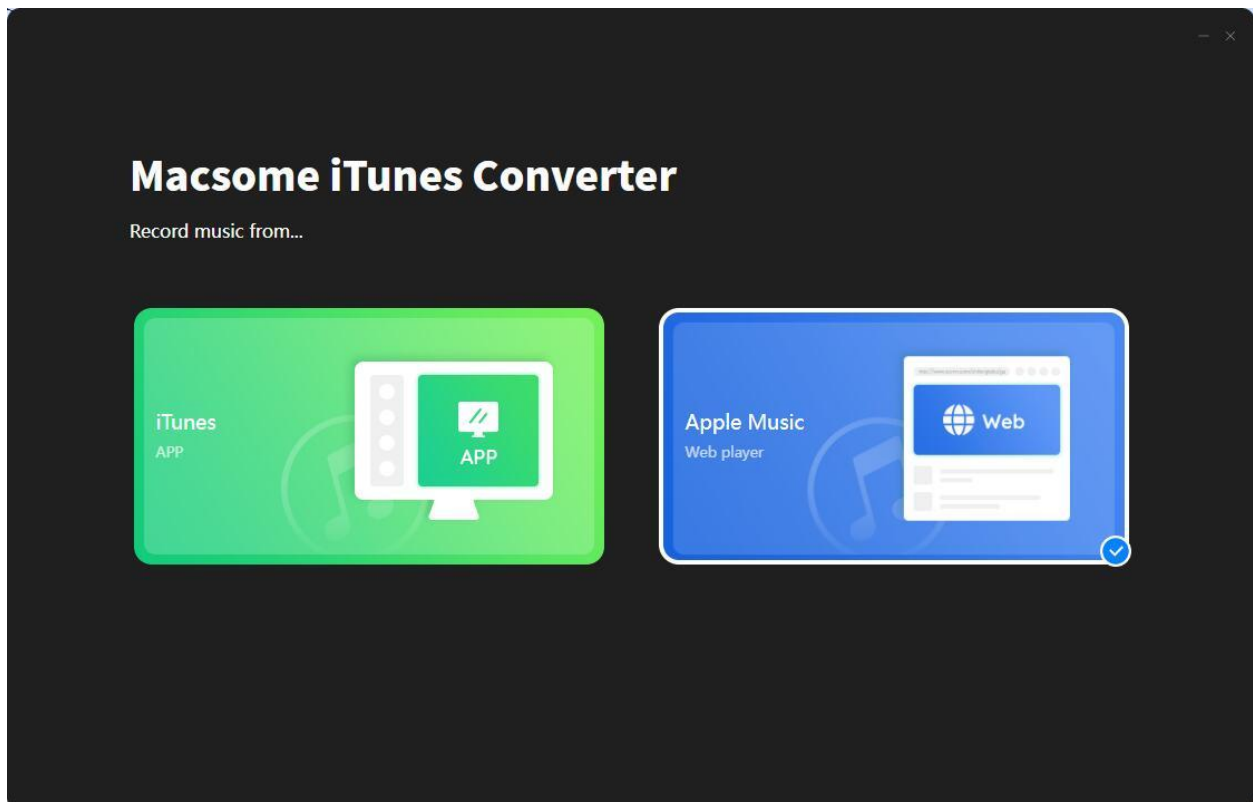 Macsome iTunes Converter
Record music from...
iTunes
APP
APP
Apple Music
Web player
Web